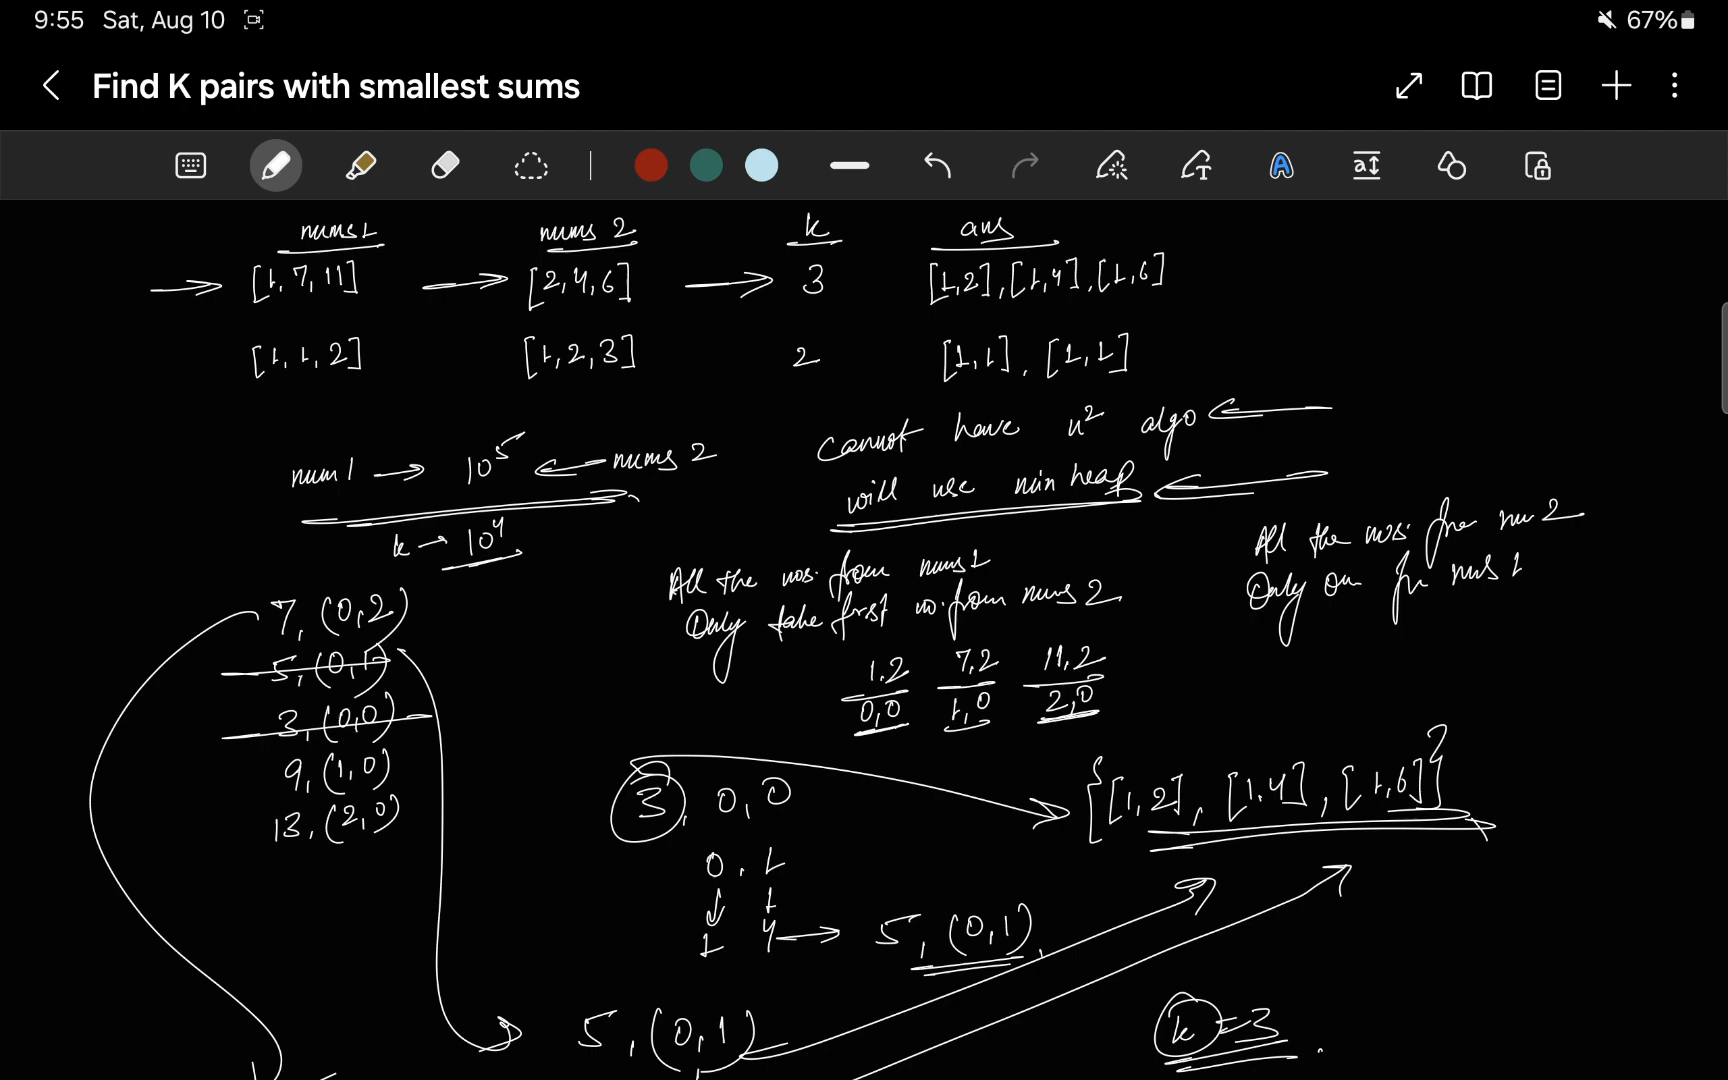 9:55 Sat, Aug 10 67%
Find K pairs with smallest sums
nums1 nums 2 k ans
[1,7,11] [2,4,6] 3 [1,2],[1,4],[1,6]
[1,1,2] [1,2,3] 2 [1,1], [1,1]
cannot have n² algo
num1 → 10⁵ ← nums 2
will use min heap
k → 10⁴
All the nos. from nums1
Only take first no. from nums 2
All the nos. from nu 2
Only on fr nus 1
7, (0,2)
5, (0,1)
3, (0,0)
9, (1,0)
13, (2,0)
1,2 7,2 11,2
0,0 1,0 2,0
3, 0,0
{[1,2], [1,4], [1,6]}
0, 1
1 4 → 5, (0,1)
5, (0,1)
k = 3